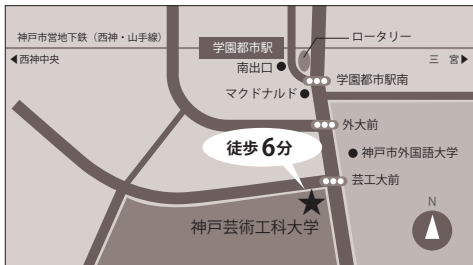 神戸市営地下鉄（西神・山手線）
◀西神中央
学園都市駅
南出口
ロータリー
三 宮▶
学園都市駅南
マクドナルド
外大前
徒歩6分
神戸市外国語大学
芸工大前
神戸芸術工科大学
N